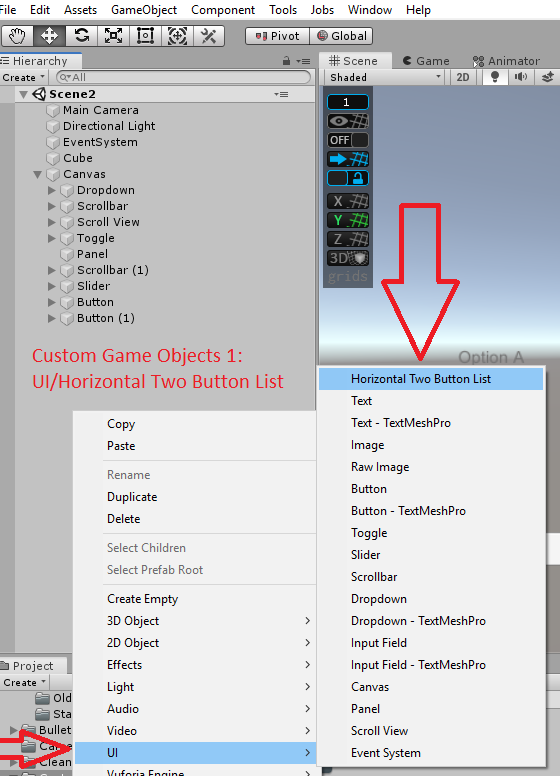 File Edit Assets GameObject Component Tools Jobs Window Help
Pivot Global
Hierarchy
Scene Game Animator
Create All
Shaded 2D
Scene2
Main Camera
Directional Light
EventSystem
Cube
Canvas
Dropdown
Scrollbar
Scroll View
Toggle
Panel
Scrollbar (1)
Slider
Button
Button (1)
1
OFF
X
Y
Z
3D
grids
Custom Game Objects 1:
UI/Horizontal Two Button List
Option A
Copy
Paste
Rename
Duplicate
Delete
Select Children
Select Prefab Root
Create Empty
3D Object
2D Object
Effects
Light
Audio
Video
UI
Vuforia Engine
Horizontal Two Button List
Text
Text - TextMeshPro
Image
Raw Image
Button
Button - TextMeshPro
Toggle
Slider
Scrollbar
Dropdown
Dropdown - TextMeshPro
Input Field
Input Field - TextMeshPro
Canvas
Panel
Scroll View
Event System
Project
Create
Old
Sta
Bullet
Clean